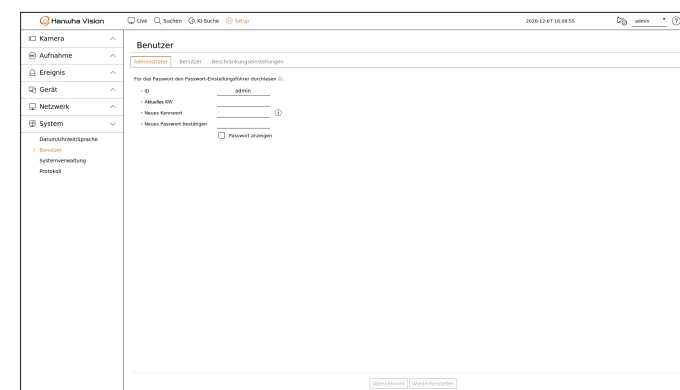 Hanwha Vision
Live Suchen KI-Suche Setup
2020-12-07 16:09:55 admin
Kamera
Aufnahme
Ereignis
Gerät
Netzwerk
System
Datum/Uhrzeit/Sprache
> Benutzer
Systemverwaltung
Protokoll
Benutzer
Administrator Benutzer Beschränkungseinstellungen
Für das Passwort den Passwort-Einstellungsführer durchlesen
ID admin
Aktuelles KW
Neues Kennwort
Neues Passwort bestätigen
Passwort anzeigen
Übernehmen Wiederherstellen